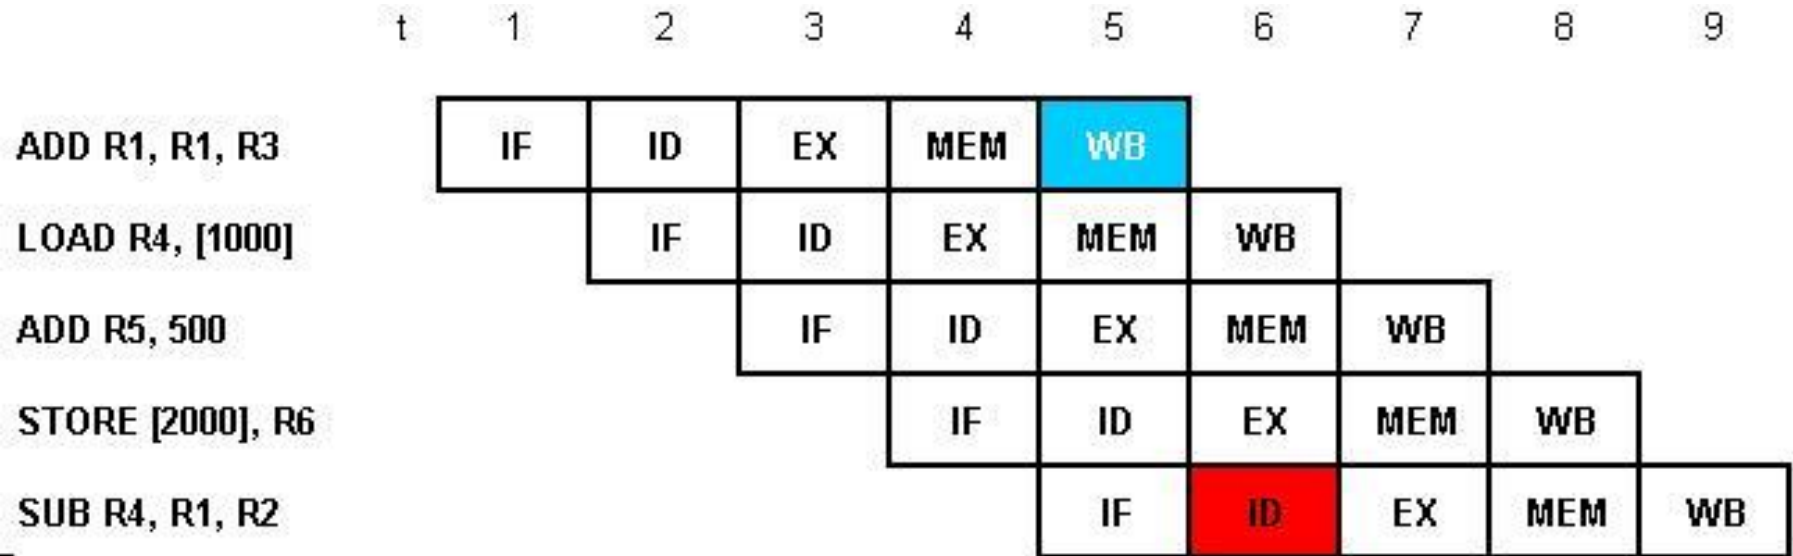 t 1 2 3 4 5 6 7 8 9
ADD R1, R1, R3 IF ID EX MEM WB
LOAD R4, [1000] IF ID EX MEM WB
ADD R5, 500 IF ID EX MEM WB
STORE [2000], R6 IF ID EX MEM WB
SUB R4, R1, R2 IF ID EX MEM WB